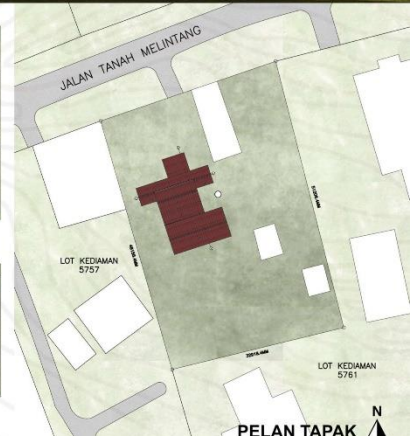 JALAN TANAH MELINTANG
LOT KEDIAMAN
5757
LOT KEDIAMAN
5761
PELAN TAPAK
N